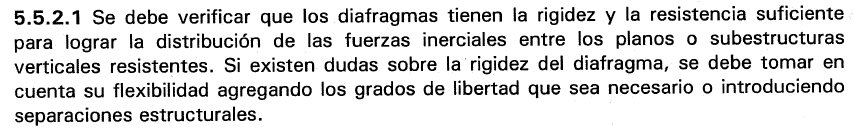 5.5.2.1 Se debe verificar que los diafragmas tienen la rigidez y la resistencia suficiente
para lograr la distribución de las fuerzas inerciales entre los planos o subestructuras
verticales resistentes. Si existen dudas sobre la rigidez del diafragma, se debe tomar en
cuenta su flexibilidad agregando los grados de libertad que sea necesario o introduciendo
separaciones estructurales.